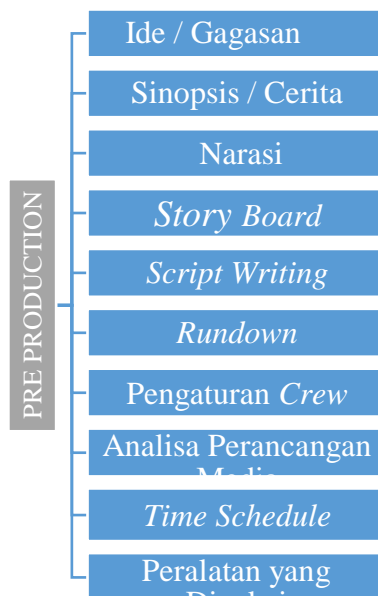 PRE PRODUCTION
Ide / Gagasan
Sinopsis / Cerita
Narasi
Story Board
Script Writing
Rundown
Pengaturan Crew
Analisa Perancangan
Media
Time Schedule
Peralatan yang